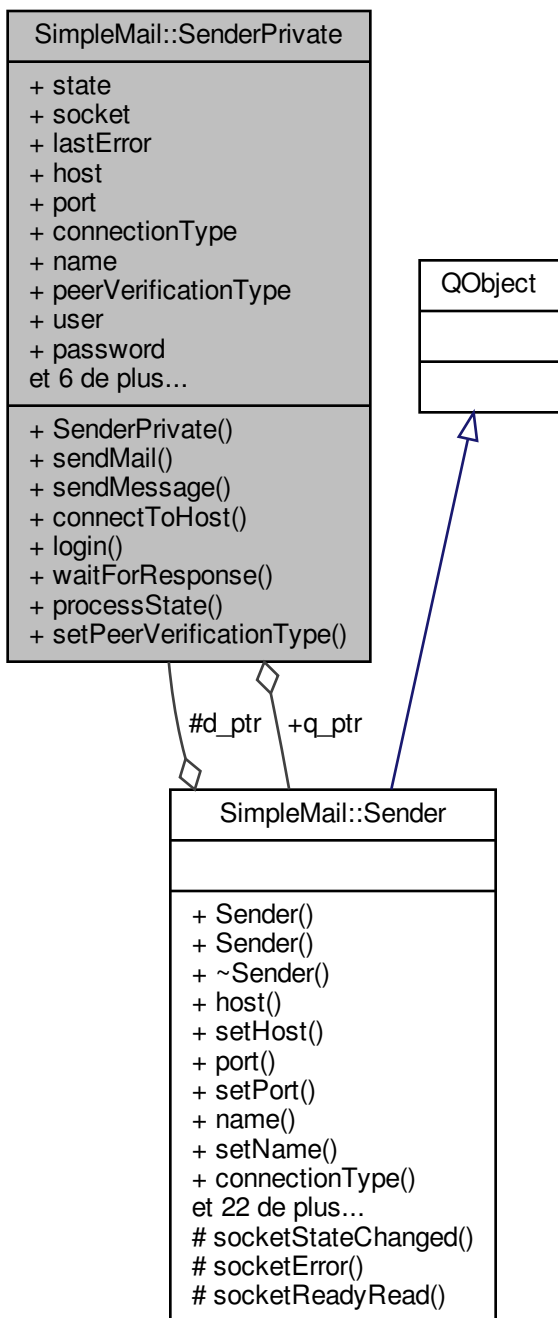 SimpleMail::SenderPrivate
+ state
+ socket
+ lastError
+ host
+ port
+ connectionType
+ name
+ peerVerificationType
+ user
+ password
et 6 de plus...
+ SenderPrivate()
+ sendMail()
+ sendMessage()
+ connectToHost()
+ login()
+ waitForResponse()
+ processState()
+ setPeerVerificationType()
QObject
#d_ptr
+q_ptr
SimpleMail::Sender
+ Sender()
+ Sender()
+ ~Sender()
+ host()
+ setHost()
+ port()
+ setPort()
+ name()
+ setName()
+ connectionType()
et 22 de plus...
# socketStateChanged()
# socketError()
# socketReadyRead()